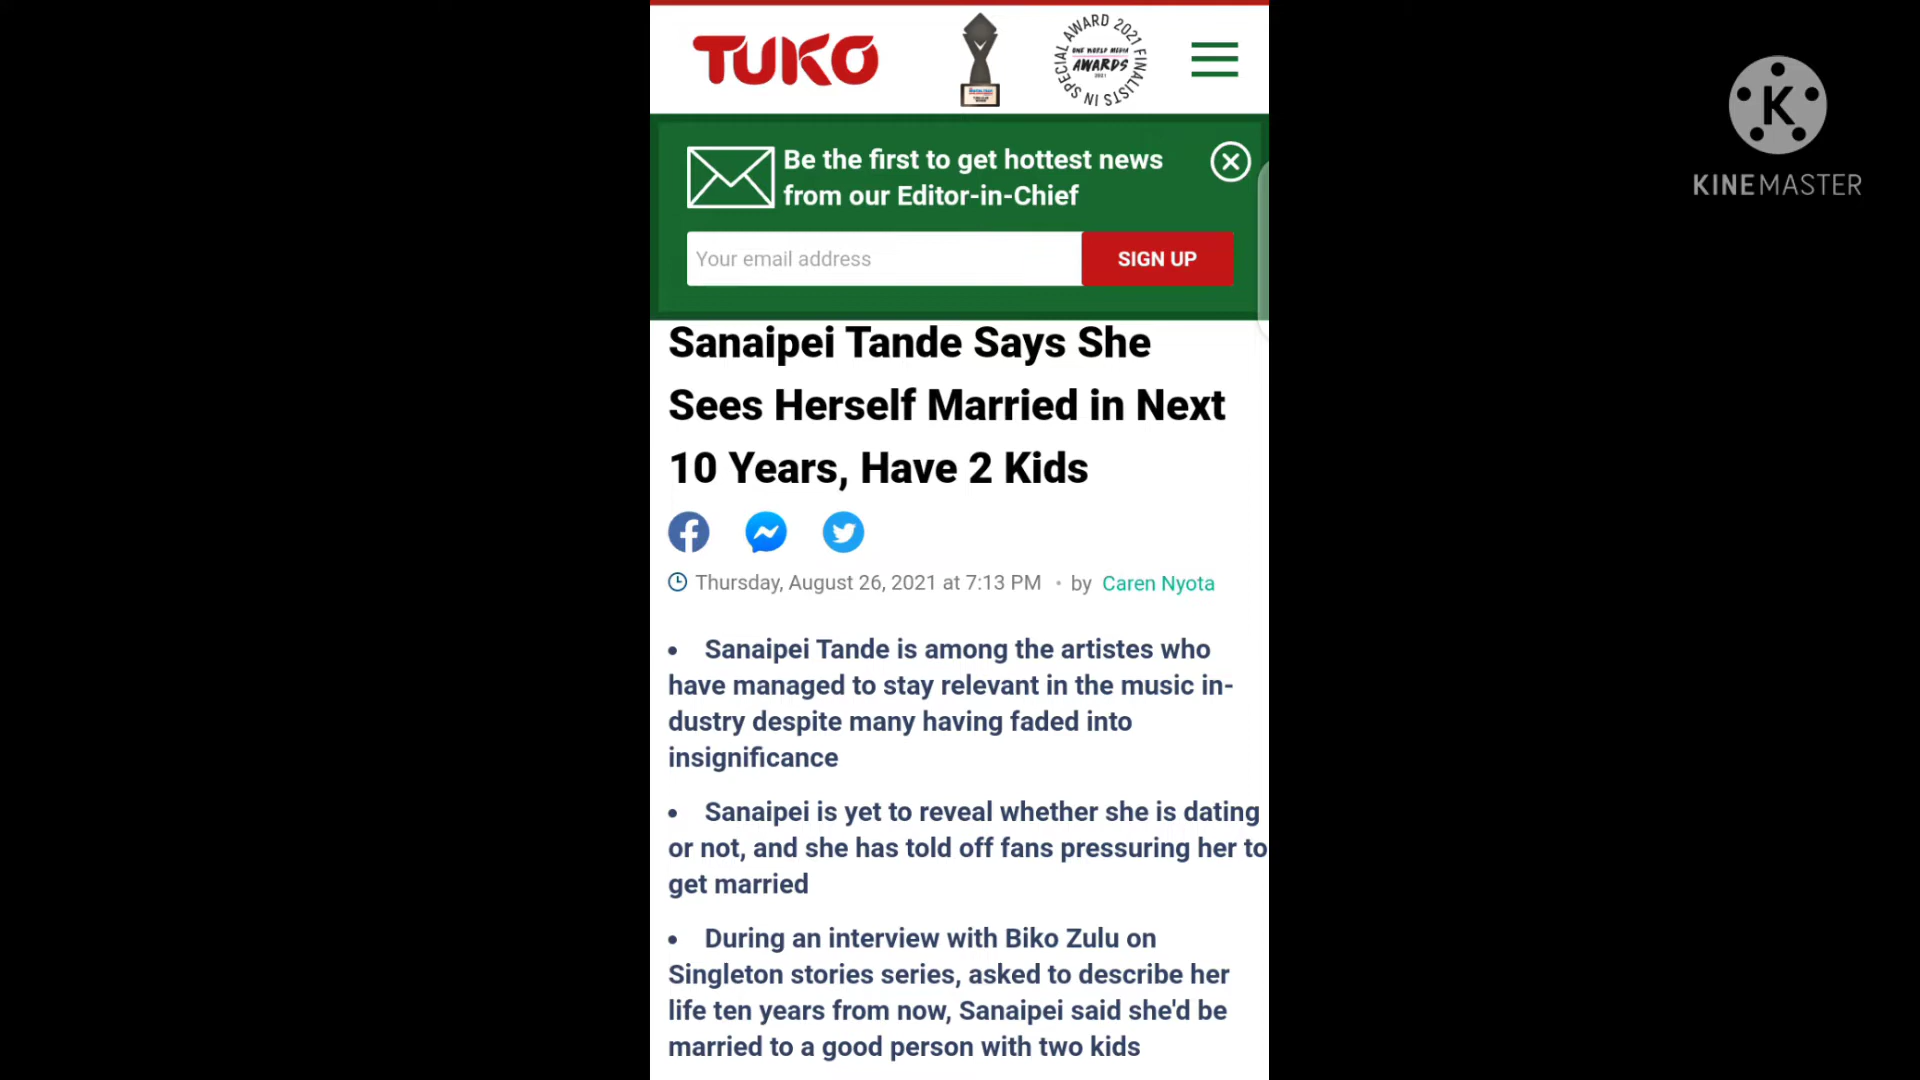 TUKO
SPECIAL AWARD 2021 FINALISTS IN
ONE WORLD MEDIA
AWARDS
2021
KINEMASTER
Be the first to get hottest news
from our Editor-in-Chief
Your email address
SIGN UP
Sanaipei Tande Says She
Sees Herself Married in Next
10 Years, Have 2 Kids
Thursday, August 26, 2021 at 7:13 PM • by Caren Nyota
• Sanaipei Tande is among the artistes who
have managed to stay relevant in the music in-
dustry despite many having faded into
insignificance
• Sanaipei is yet to reveal whether she is dating
or not, and she has told off fans pressuring her to
get married
• During an interview with Biko Zulu on
Singleton stories series, asked to describe her
life ten years from now, Sanaipei said she'd be
married to a good person with two kids